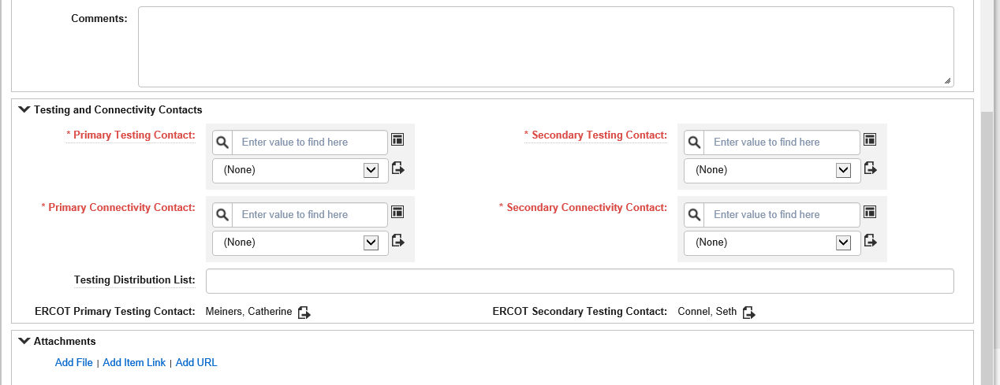 Comments:
Testing and Connectivity Contacts
* Primary Testing Contact: Enter value to find here * Secondary Testing Contact: Enter value to find here
(None) (None)
* Primary Connectivity Contact: Enter value to find here * Secondary Connectivity Contact: Enter value to find here
(None) (None)
Testing Distribution List:
ERCOT Primary Testing Contact: Meiners, Catherine ERCOT Secondary Testing Contact: Connel, Seth
Attachments
Add File | Add Item Link | Add URL